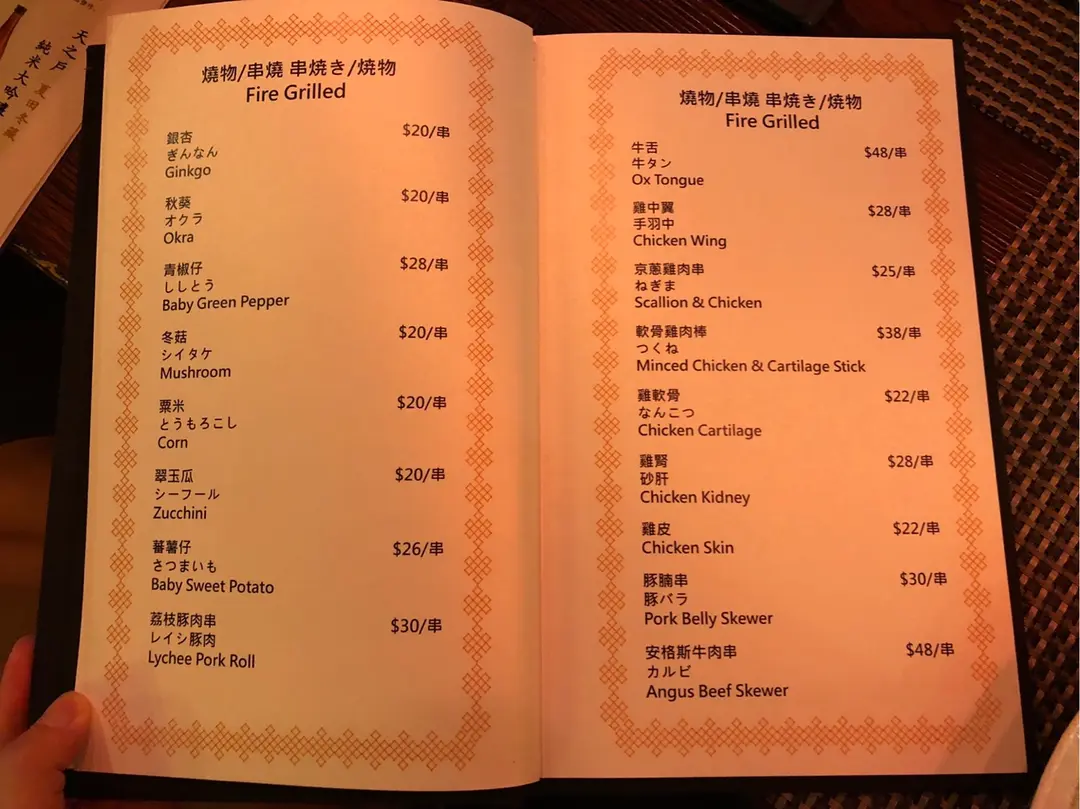 天之戶
純米大吟
燒物/串燒 串焼き/焼物
Fire Grilled
銀杏 $20/串
ぎんなん
Ginkgo
秋葵 $20/串
オクラ
Okra
青椒仔 $28/串
ししとう
Baby Green Pepper
冬菇 $20/串
シイタケ
Mushroom
粟米 $20/串
とうもろこし
Corn
翠玉瓜 $20/串
シーフール
Zucchini
蕃薯仔 $26/串
さつまいも
Baby Sweet Potato
荔枝豚肉串 $30/串
レイシ豚肉
Lychee Pork Roll
燒物/串燒 串焼き/焼物
Fire Grilled
牛舌 $48/串
牛タン
Ox Tongue
雞中翼 $28/串
手羽中
Chicken Wing
京蔥雞肉串 $25/串
ねぎま
Scallion & Chicken
軟骨雞肉棒 $38/串
つくね
Minced Chicken & Cartilage Stick
雞軟骨 $22/串
なんこつ
Chicken Cartilage
雞腎 $28/串
砂肝
Chicken Kidney
雞皮 $22/串
Chicken Skin
豚腩串 $30/串
豚バラ
Pork Belly Skewer
安格斯牛肉串 $48/串
カルビ
Angus Beef Skewer